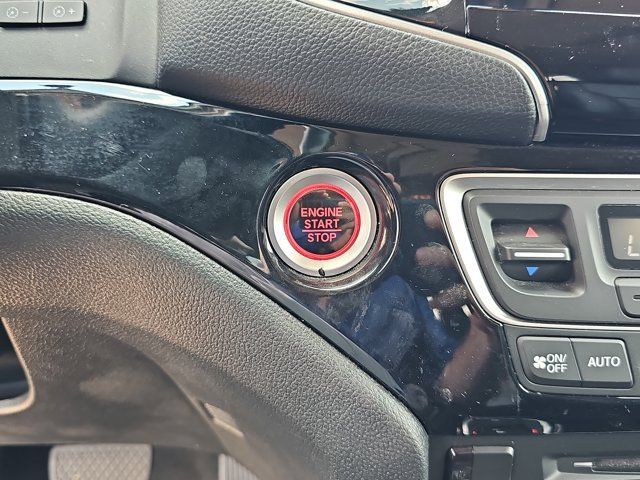 ENGINE
START
STOP
ON/
OFF
AUTO